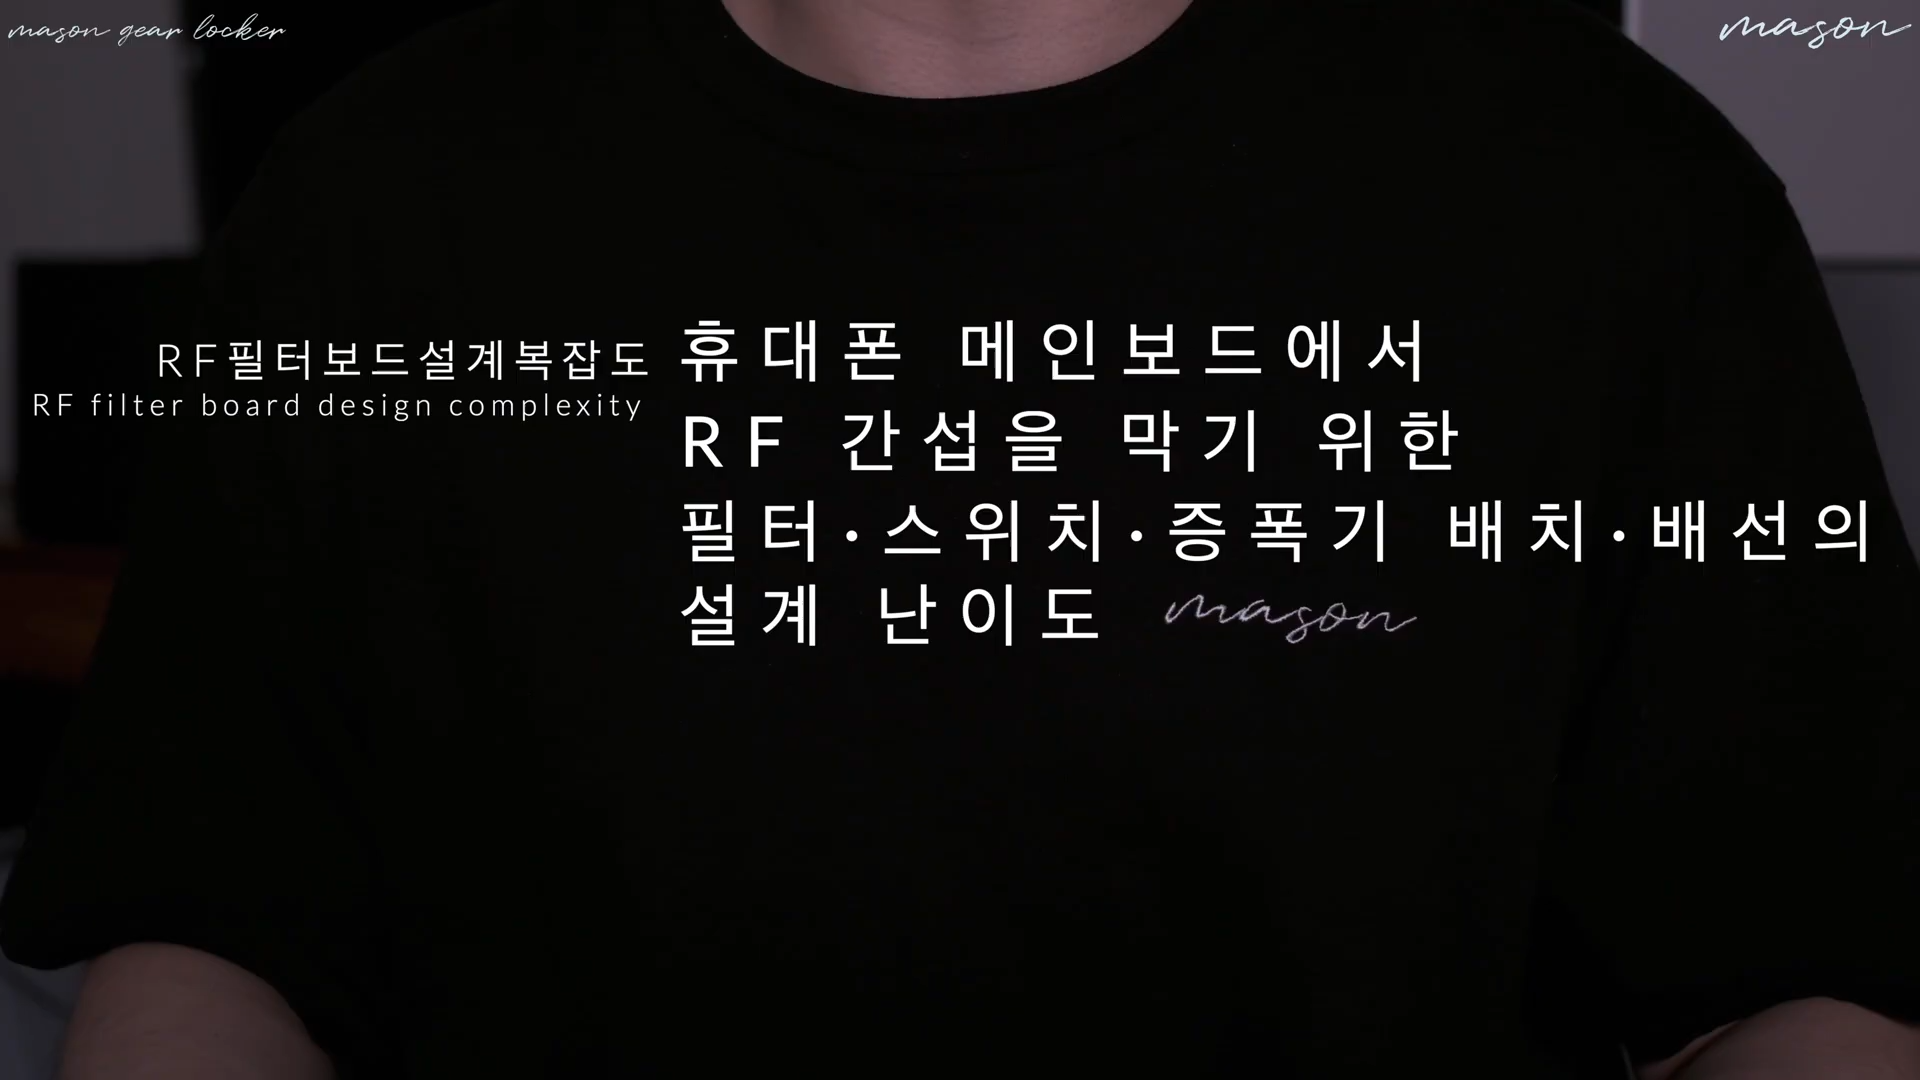 mason gear locker
mason
RF필터보드설계복잡도
RF filter board design complexity
휴대폰 메인보드에서
RF 간섭을 막기 위한
필터·스위치·증폭기 배치·배선의
설계 난이도
mason